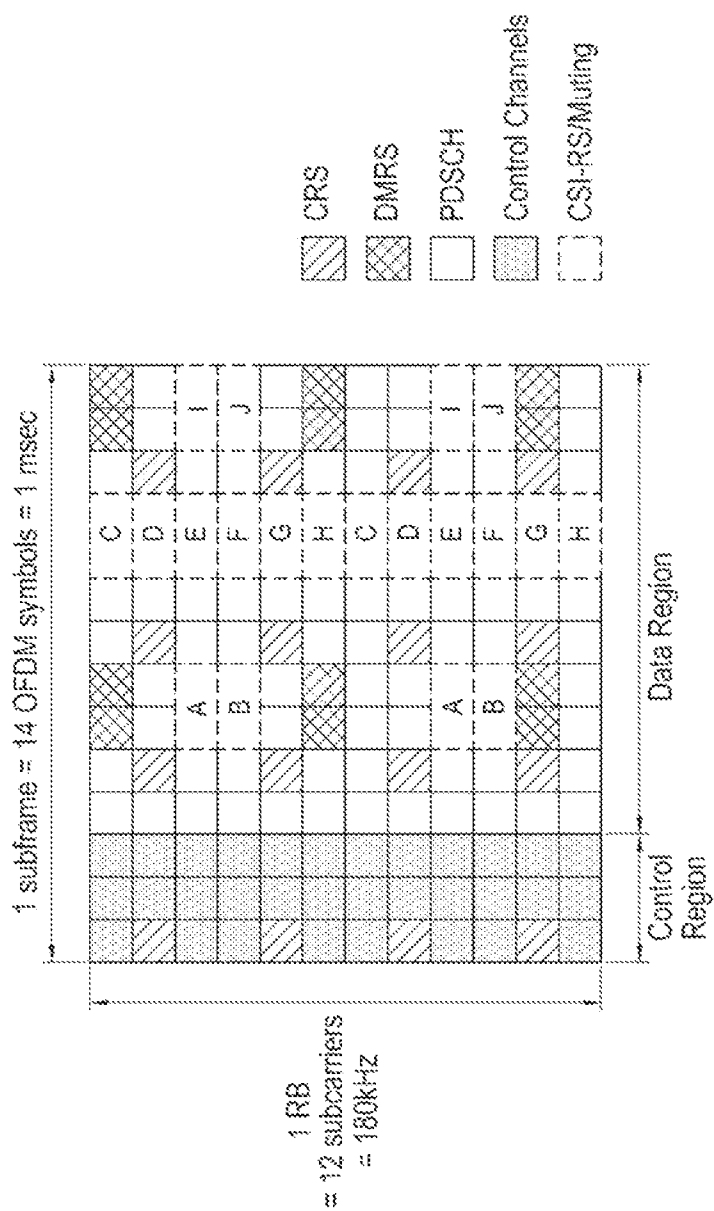 1 subframe = 14 OFDM symbols = 1 msec
1 RB
= 12 subcarriers
= 180kHz
C
D
A E I
B F J
G
H
C
D
A E I
B F J
G
H
Control
Region
Data Region
CRS
DMRS
PDSCH
Control Channels
CSI-RS/Muting